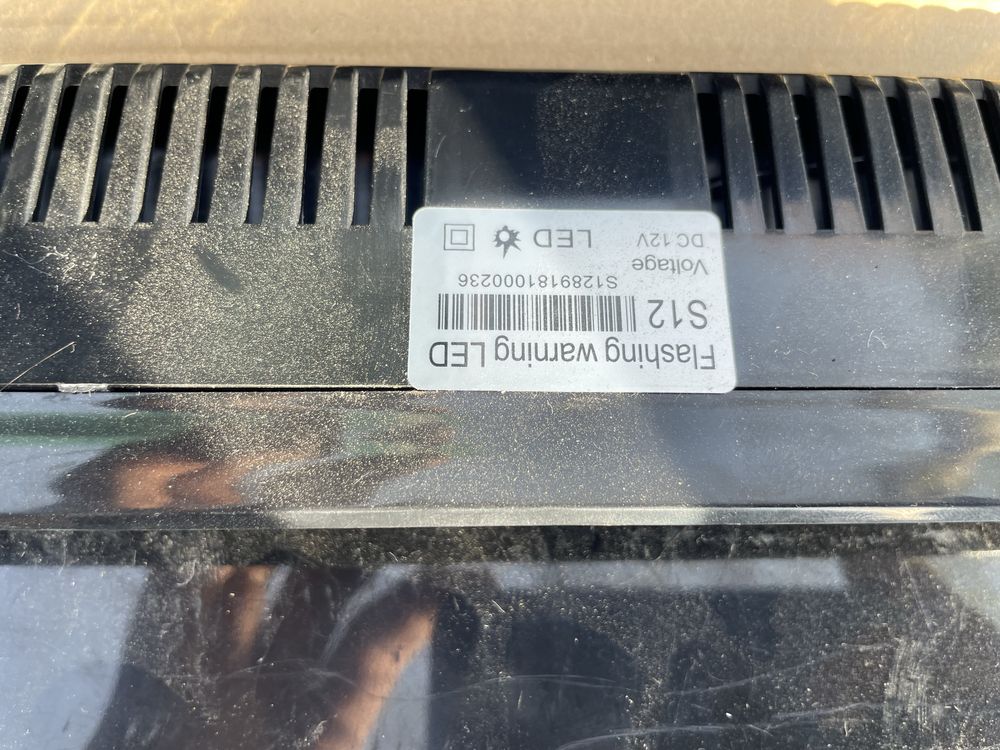 Flashing warning LED
S12
S1289181000236
Voltage
DC 12V
LED